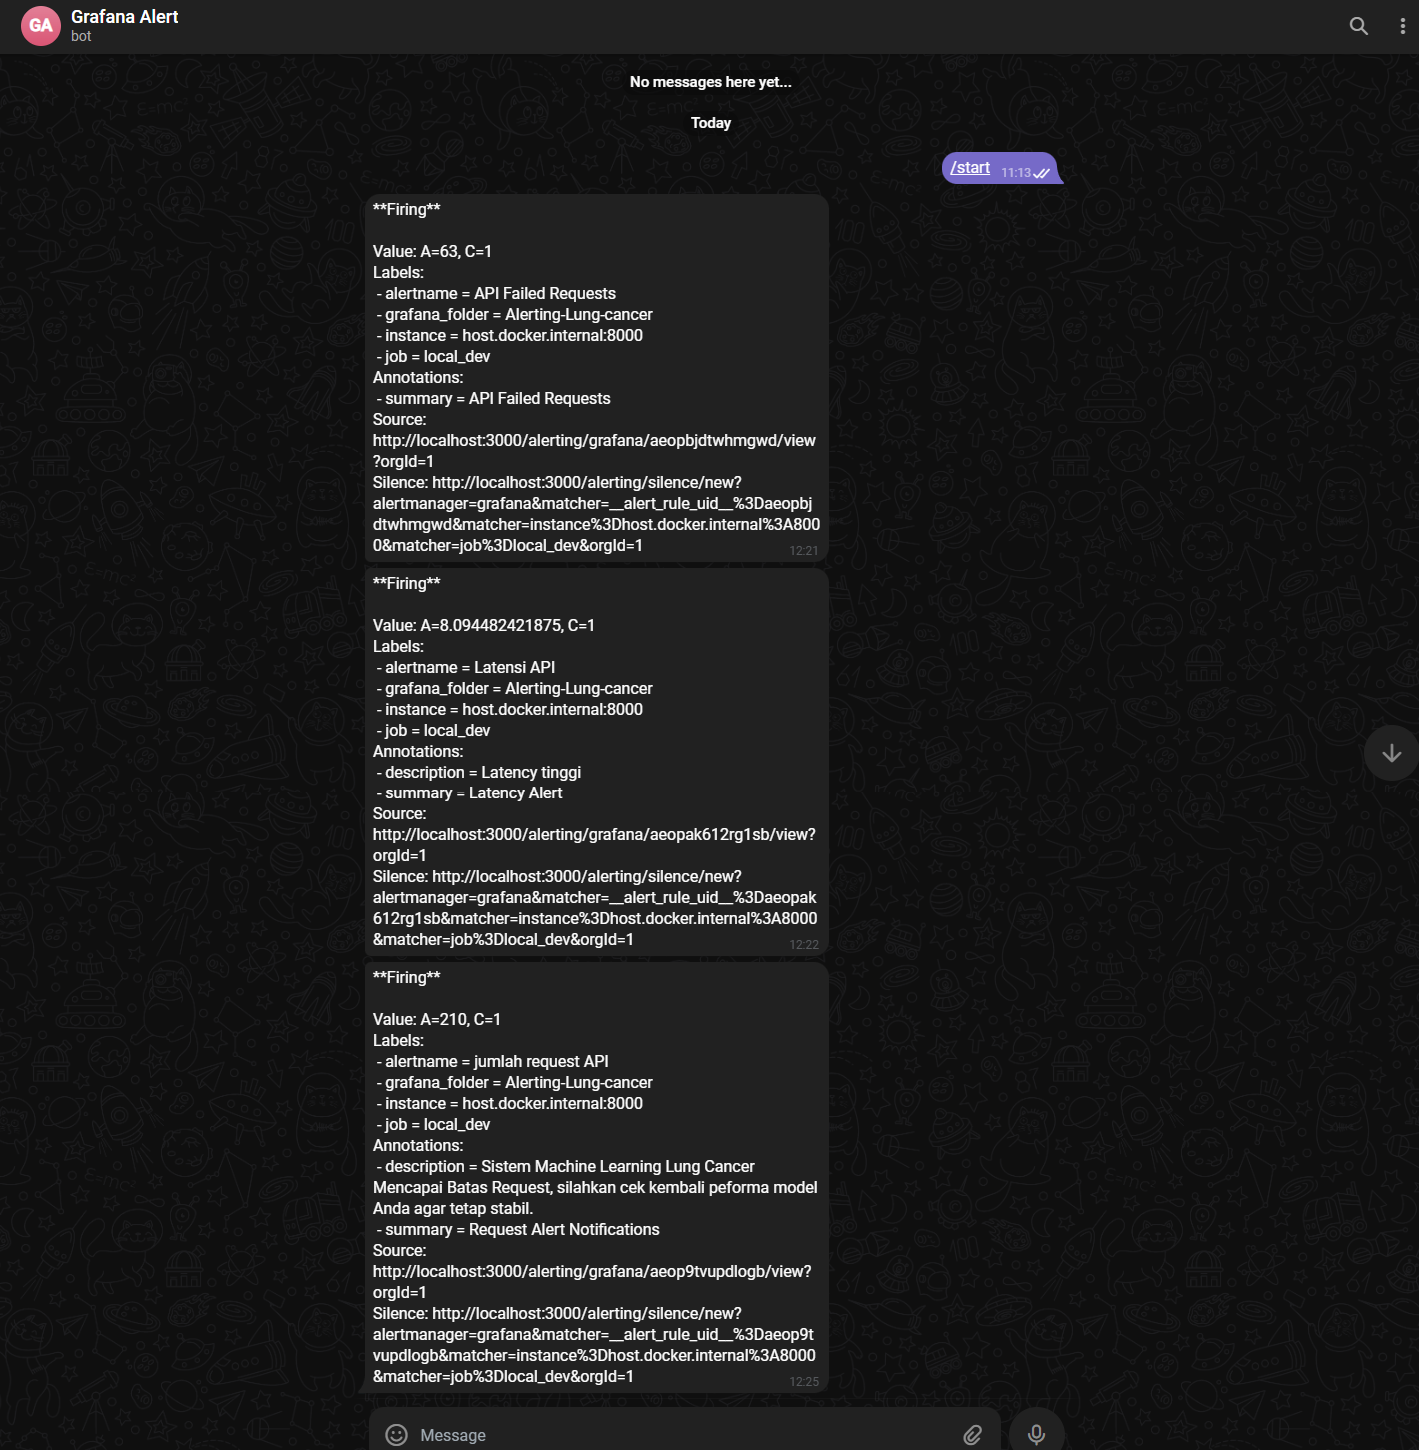 GA
Grafana Alert
bot
No messages here yet...
Today
/start 11:13
**Firing**
Value: A=63, C=1
Labels:
- alertname = API Failed Requests
- grafana_folder = Alerting-Lung-cancer
- instance = host.docker.internal:8000
- job = local_dev
Annotations:
- summary = API Failed Requests
Source:
http://localhost:3000/alerting/grafana/aeopbjdtwhmgwd/view
?orgId=1
Silence: http://localhost:3000/alerting/silence/new?
alertmanager=grafana&matcher=__alert_rule_uid__%3Daeopbj
dtwhmgwd&matcher=instance%3Dhost.docker.internal%3A800
0&matcher=job%3Dlocal_dev&orgId=1
12:21
**Firing**
Value: A=8.094482421875, C=1
Labels:
- alertname = Latensi API
- grafana_folder = Alerting-Lung-cancer
- instance = host.docker.internal:8000
- job = local_dev
Annotations:
- description = Latency tinggi
- summary = Latency Alert
Source:
http://localhost:3000/alerting/grafana/aeopak612rg1sb/view?
orgId=1
Silence: http://localhost:3000/alerting/silence/new?
alertmanager=grafana&matcher=__alert_rule_uid__%3Daeopak
612rg1sb&matcher=instance%3Dhost.docker.internal%3A8000
&matcher=job%3Dlocal_dev&orgId=1
12:22
**Firing**
Value: A=210, C=1
Labels:
- alertname = jumlah request API
- grafana_folder = Alerting-Lung-cancer
- instance = host.docker.internal:8000
- job = local_dev
Annotations:
- description = Sistem Machine Learning Lung Cancer
Mencapai Batas Request, silahkan cek kembali peforma model
Anda agar tetap stabil.
- summary = Request Alert Notifications
Source:
http://localhost:3000/alerting/grafana/aeop9tvupdlogb/view?
orgId=1
Silence: http://localhost:3000/alerting/silence/new?
alertmanager=grafana&matcher=__alert_rule_uid__%3Daeop9t
vupdlogb&matcher=instance%3Dhost.docker.internal%3A8000
&matcher=job%3Dlocal_dev&orgId=1
12:25
Message